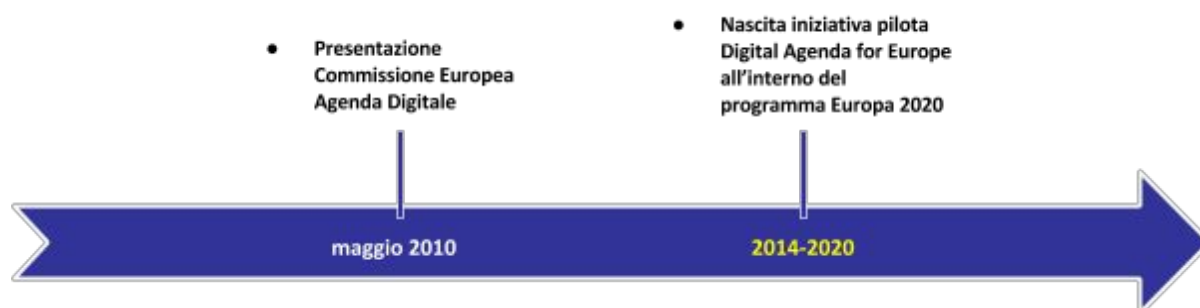 ● Presentazione
Commissione Europea
Agenda Digitale
● Nascita iniziativa pilota
Digital Agenda for Europe
all'interno del
programma Europa 2020
maggio 2010
2014-2020